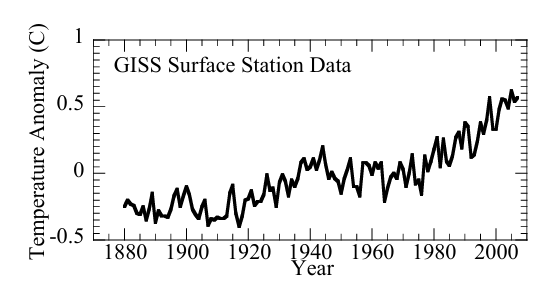 1
Temperature Anomaly (C)
GISS Surface Station Data
0.5
0
-0.5
1880 1900 1920 1940 1960 1980 2000
Year